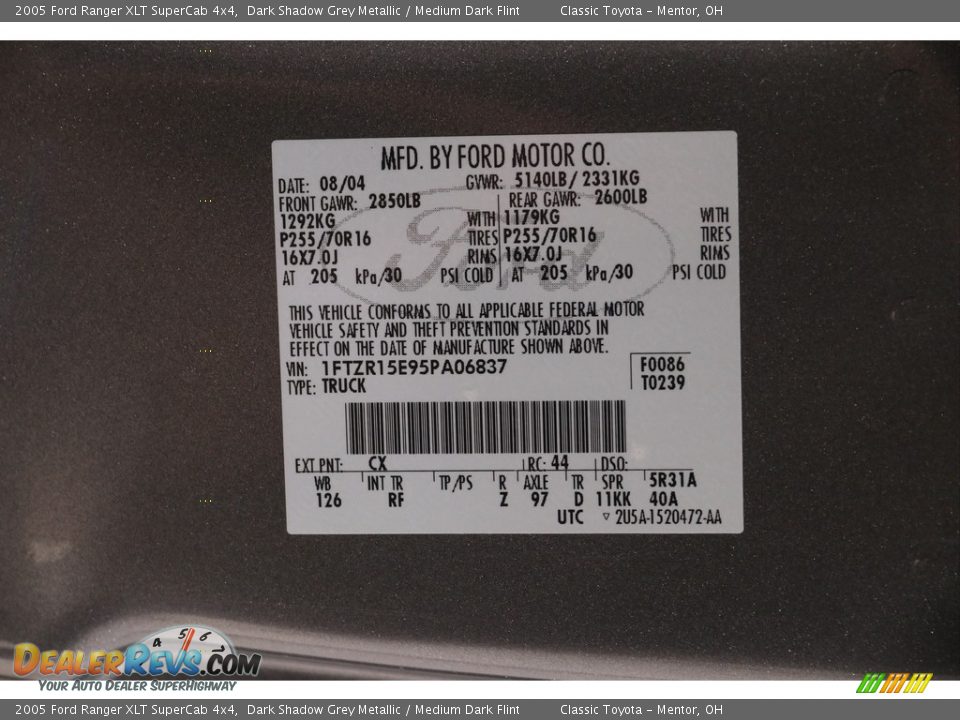 2005 Ford Ranger XLT SuperCab 4x4, Dark Shadow Grey Metallic / Medium Dark Flint Classic Toyota - Mentor, OH
MFD. BY FORD MOTOR CO.
DATE: 08/04 GVWR: 5140LB/ 2331KG
FRONT GAWR: 2850LB REAR GAWR: 2600LB
1292KG WITH 1179KG WITH
P255/70R16 TIRES P255/70R16 TIRES
16X7.0J RIMS 16X7.0J RIMS
AT 205 kPa/30 PSI COLD AT 205 kPa/30 PSI COLD
Ford
THIS VEHICLE CONFORMS TO ALL APPLICABLE FEDERAL MOTOR
VEHICLE SAFETY AND THEFT PREVENTION STANDARDS IN
EFFECT ON THE DATE OF MANUFACTURE SHOWN ABOVE.
VIN: 1FTZR15E95PA06837 F0086
TYPE: TRUCK T0239
EXT PNT: CX RC: 44 DSO:
WB INT TR TP/PS R AXLE TR SPR 5R31A
126 RF Z 97 D 11KK 40A
UTC ▿ 2U5A-1520472-AA
4 5 6
DEALERREVS.COM
YOUR AUTO DEALER SUPERHIGHWAY
2005 Ford Ranger XLT SuperCab 4x4, Dark Shadow Grey Metallic / Medium Dark Flint Classic Toyota - Mentor, OH